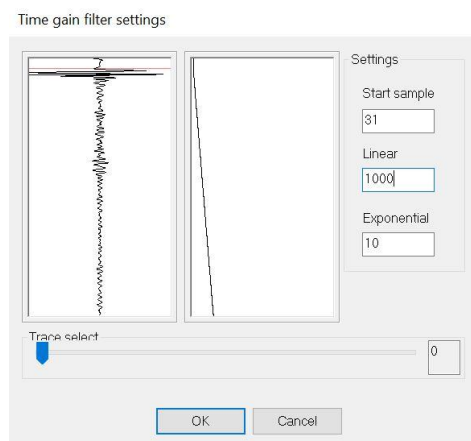 Time gain filter settings
Settings
Start sample
31
Linear
1000
Exponential
10
Trace select
0
OK
Cancel